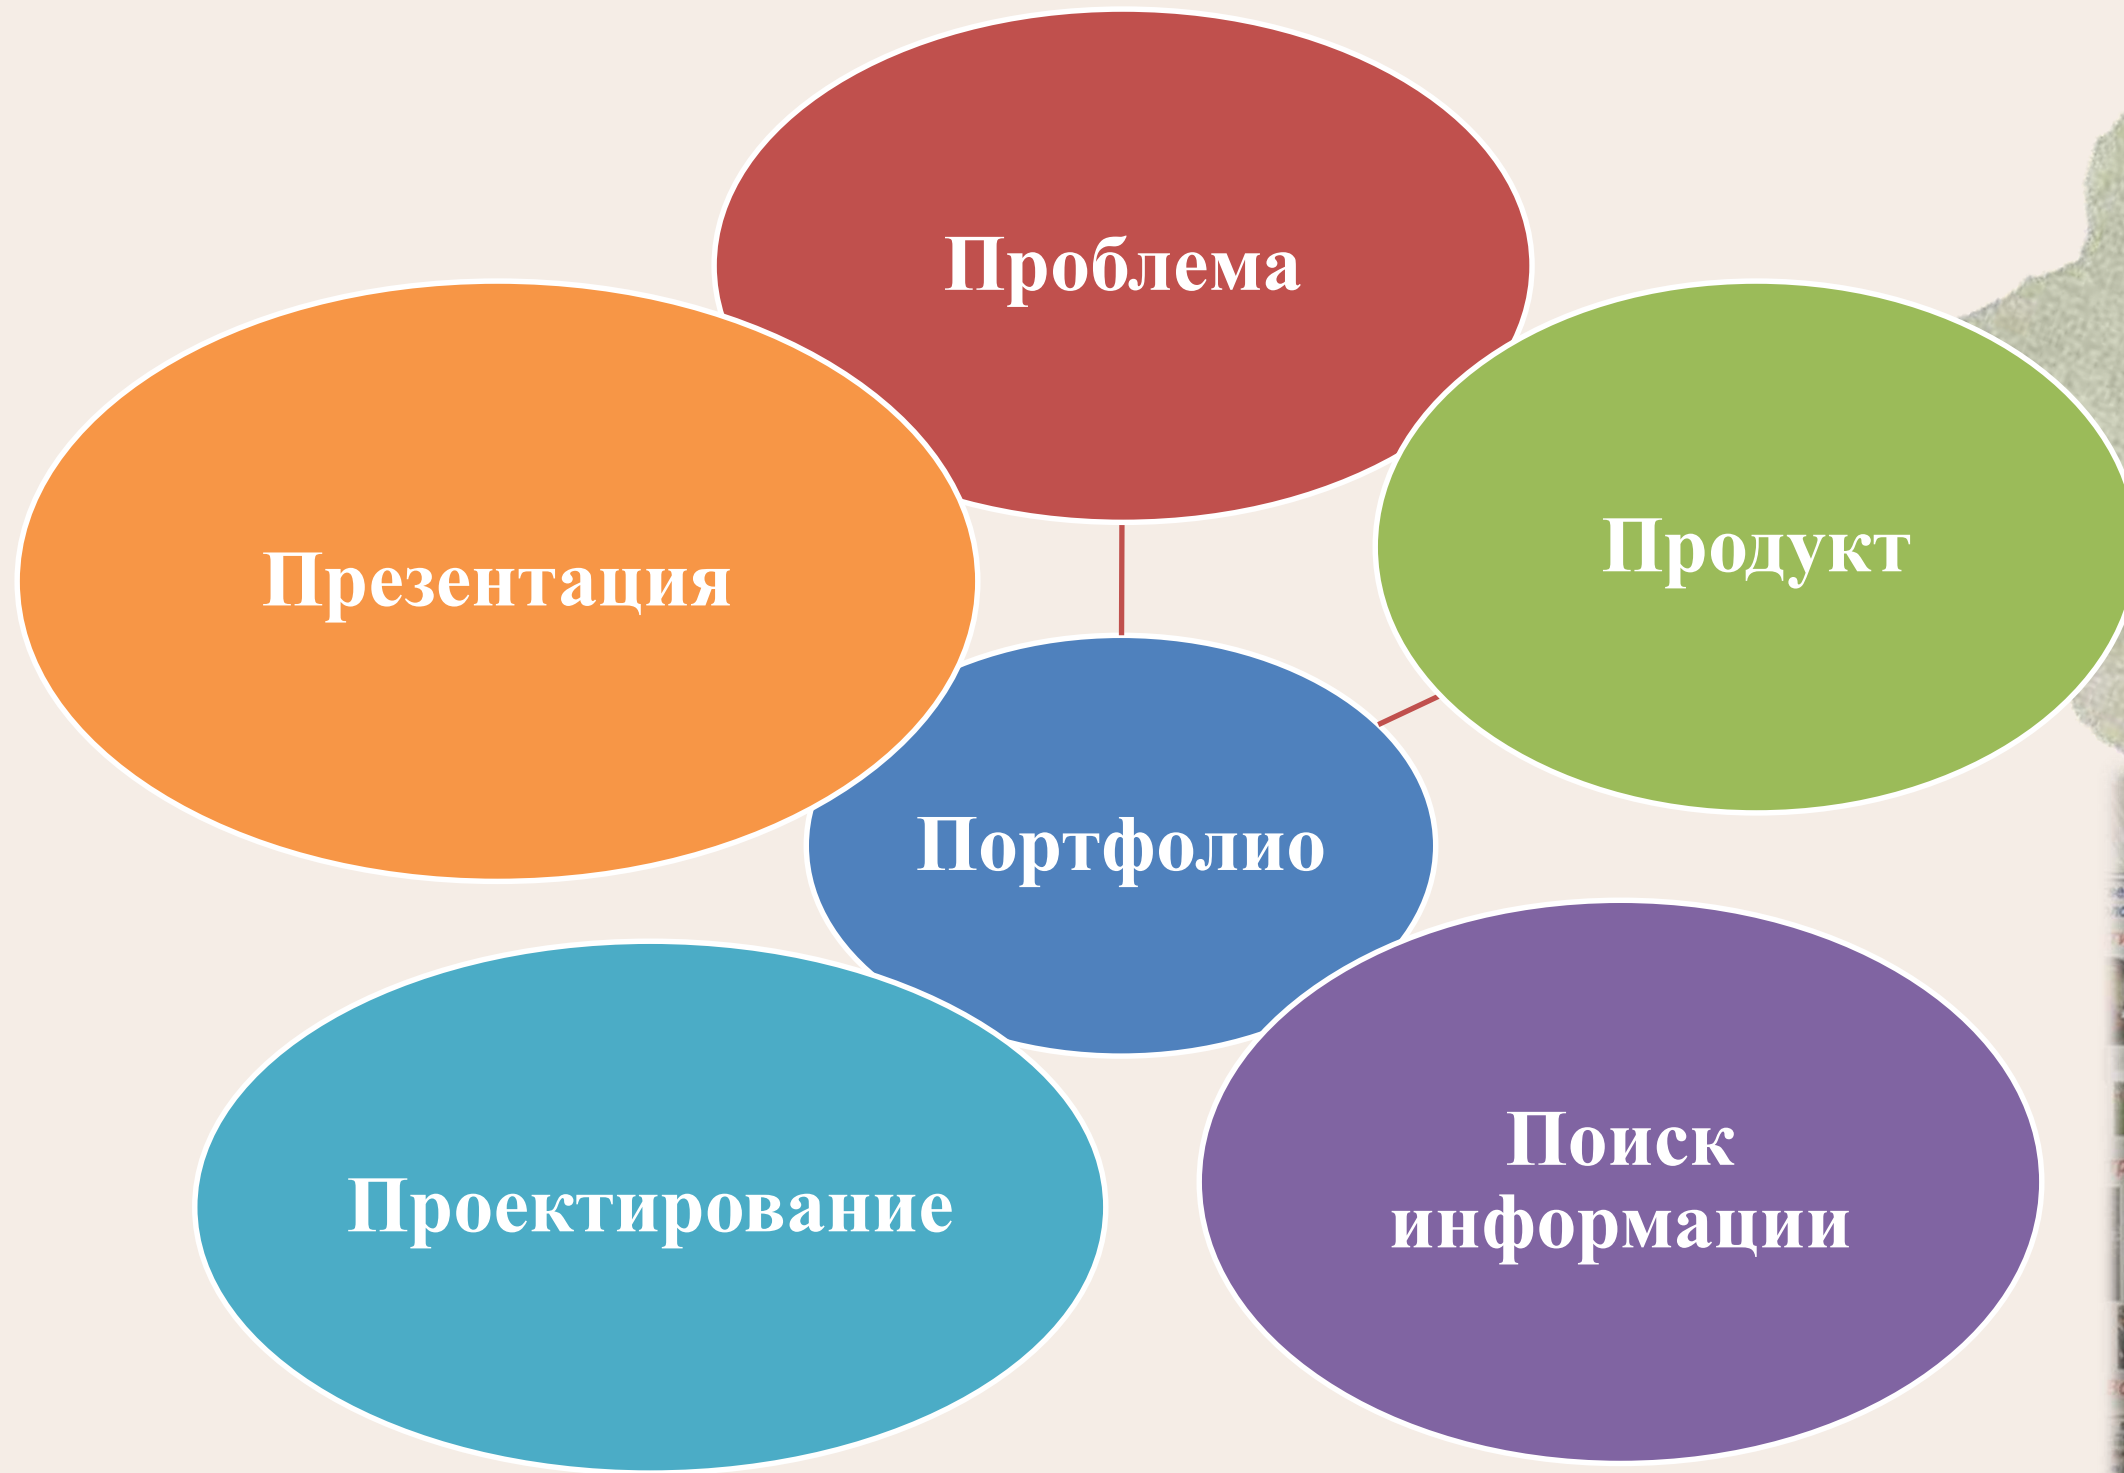 Проблема
Продукт
Презентация
Портфолио
Поиск
информации
Проектирование